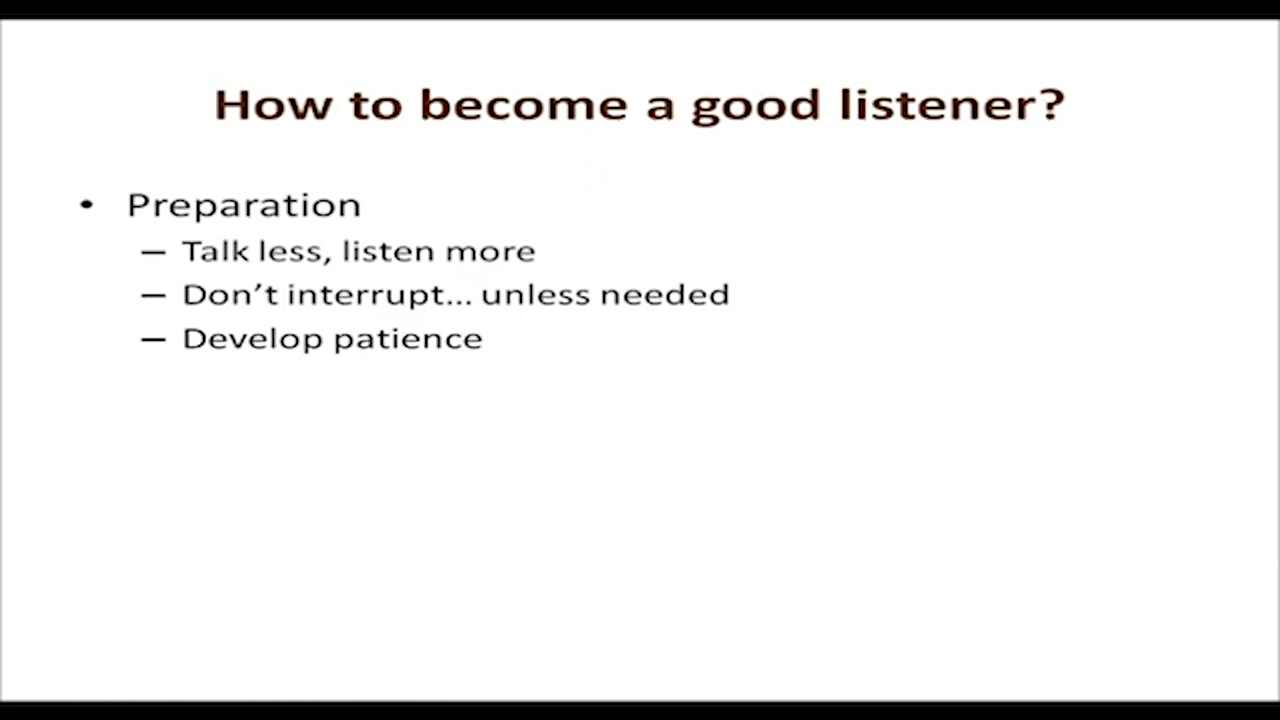 How to become a good listener?
• Preparation
– Talk less, listen more
– Don’t interrupt... unless needed
– Develop patience